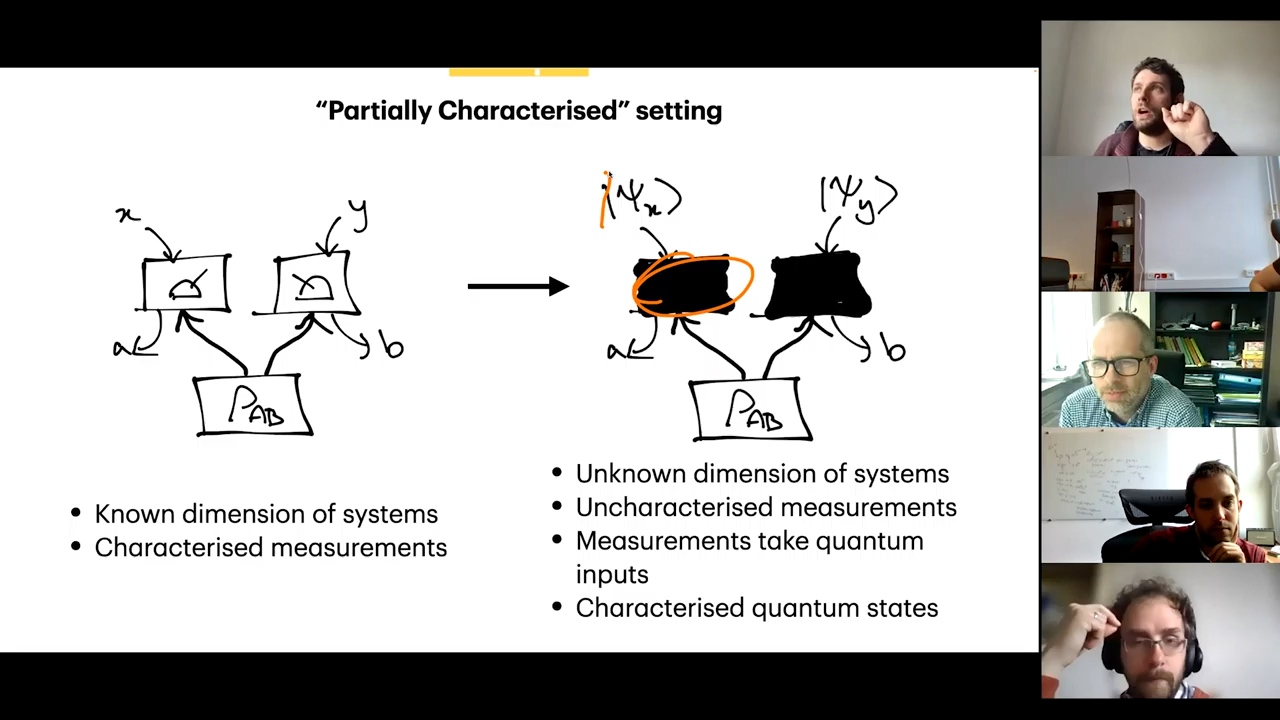 “Partially Characterised” setting
x
y
|Ψx⟩
|Ψy⟩
a
b
a
b
ρAB
ρAB
• Known dimension of systems
• Characterised measurements
• Unknown dimension of systems
• Uncharacterised measurements
• Measurements take quantum
inputs
• Characterised quantum states